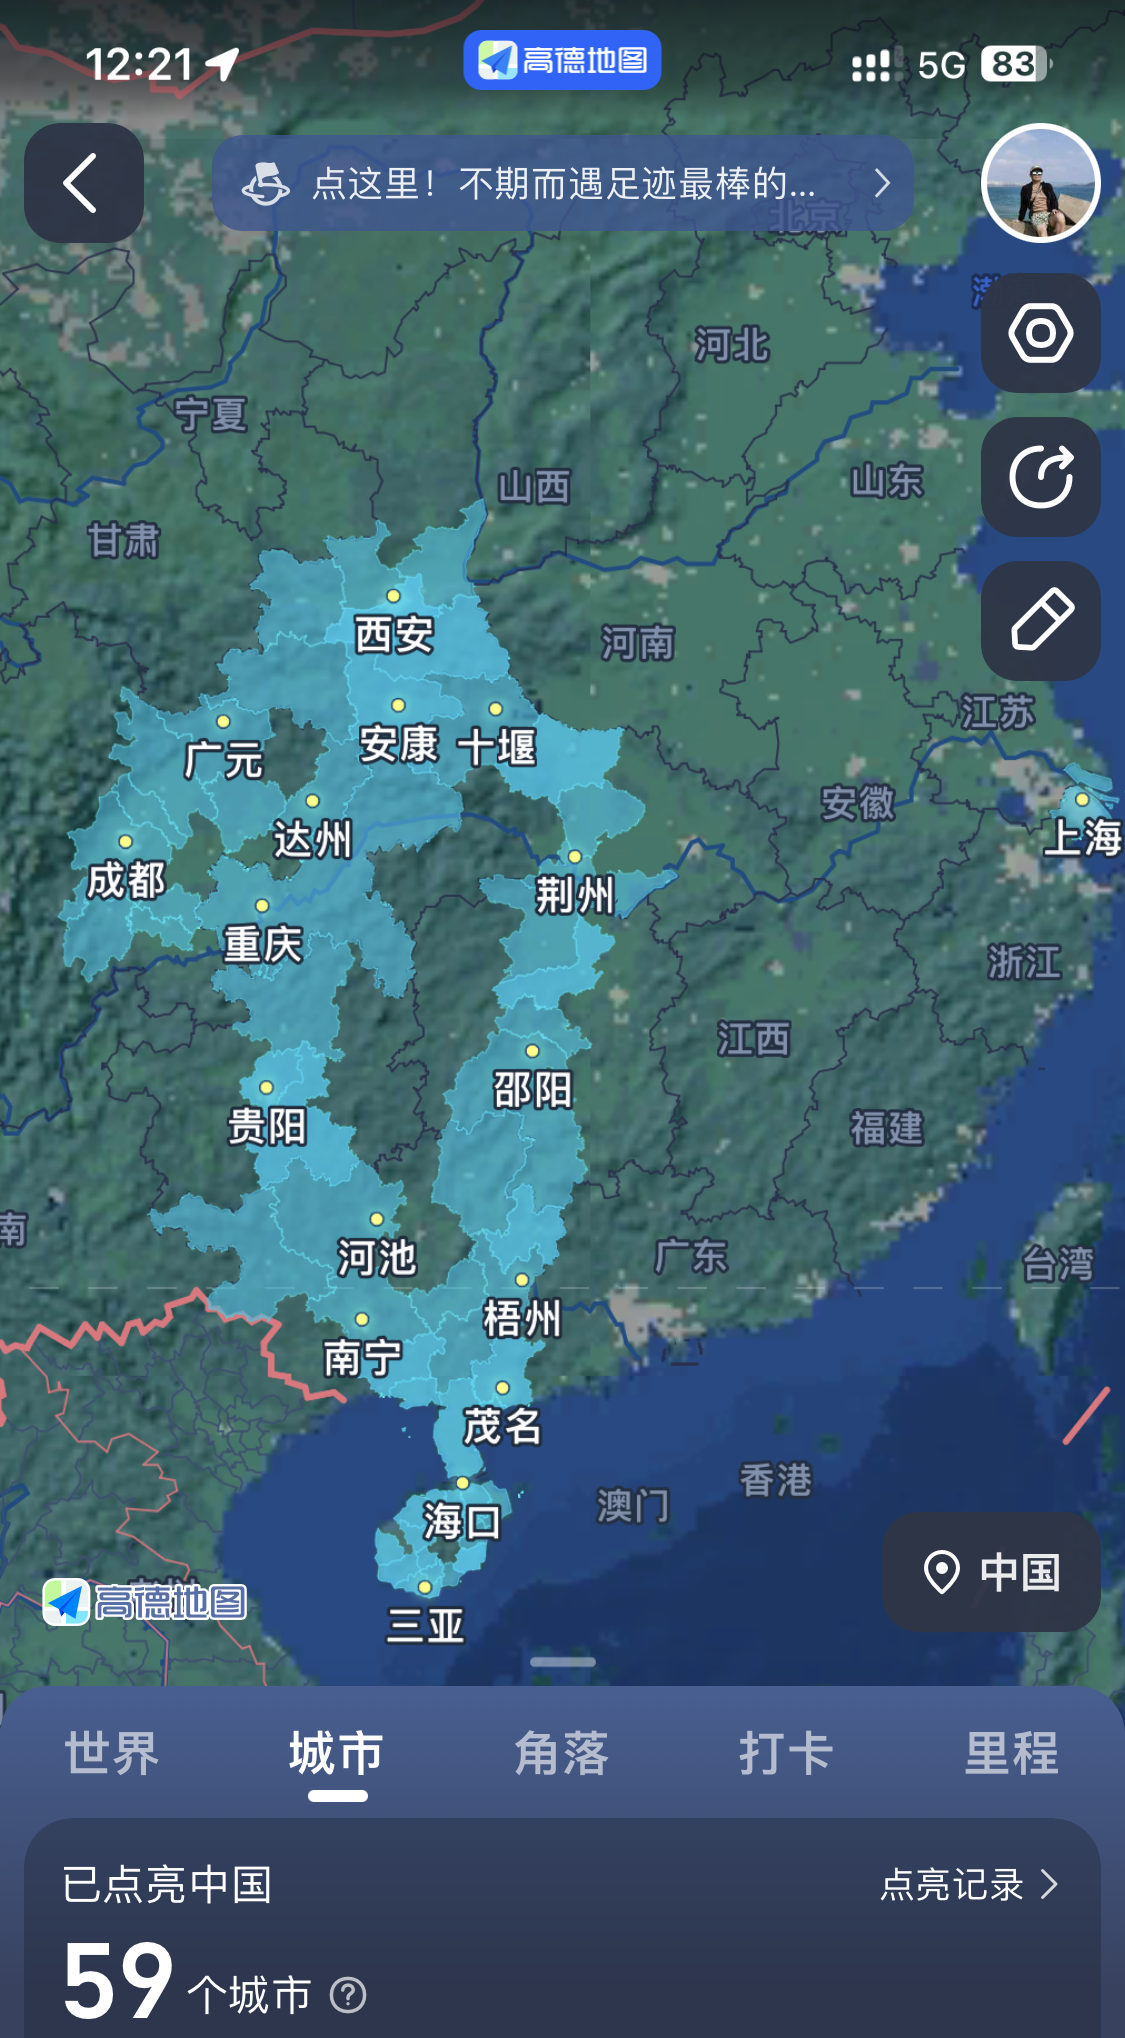 12:21
高德地图
5G
83
点这里！不期而遇足迹最棒的...
北京
渤
河北
宁夏
山西
山东
甘肃
西安
河南
安康
十堰
江苏
广元
安徽
达州
上海
成都
荆州
重庆
浙江
江西
邵阳
贵阳
福建
南
河池
广东
台湾
梧州
南宁
茂名
香港
澳门
海口
中国
高德地图
三亚
世界
城市
角落
打卡
里程
已点亮中国
点亮记录
59个城市